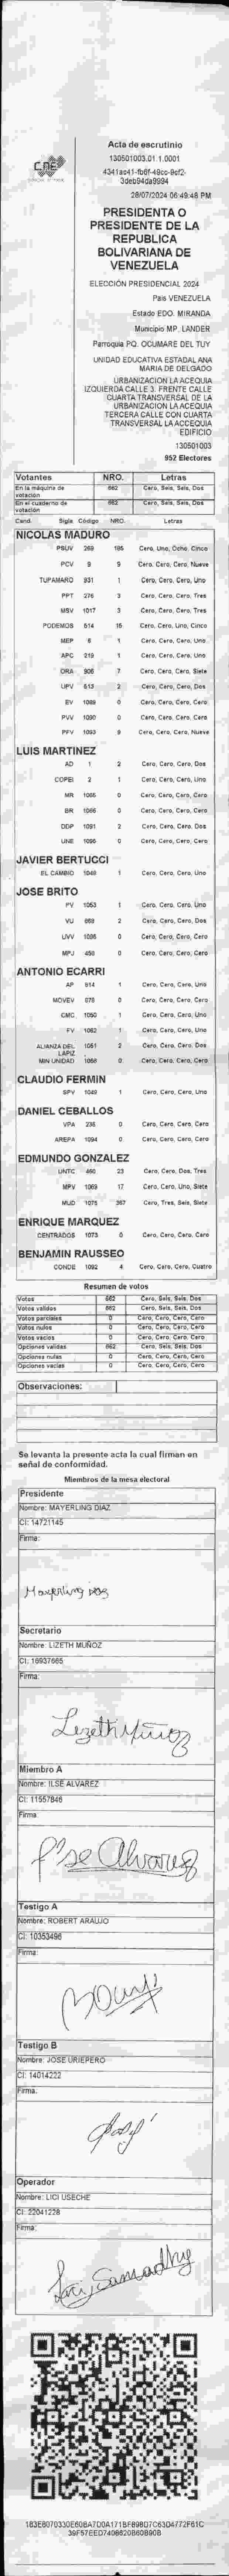 CNE
Acta de escrutinio
130501003.01.1.0001
28/07/2024 06:49:48 PM
PRESIDENTA O
PRESIDENTE DE LA
REPUBLICA
BOLIVARIANA DE
VENEZUELA
ELECCIÓN PRESIDENCIAL 2024
Pais VENEZUELA
Estado EDO. MIRANDA
Municipio MP. LANDER
Parroquia PQ. OCUMARE DEL TUY
UNIDAD EDUCATIVA ESTADAL ANA
MARIA DE DELGADO
URBANIZACION LA ACEQUIA
IZQUIERDA CALLE 3. FRENTE CALLE
CUARTA TRANSVERSAL DE LA
URBANIZACION LA ACEQUIA
TERCERA CALLE CON CUARTA
TRANSVERSAL LA ACCEQUIA
EDIFICIO
130501003
952 Electores
Votantes NRO. Letras
En la máquina de votación 662 Cero, Seis, Seis, Dos
En el cuaderno de votación 662 Cero, Seis, Seis, Dos
Cand. Sigla Código NRO. Letras
NICOLAS MADURO
PSUV 269 185 Cero, Uno, Ocho, Cinco
PCV 9 9 Cero, Cero, Cero, Nueve
TUPAMARO 931 1 Cero, Cero, Cero, Uno
PPT 276 3 Cero, Cero, Cero, Tres
MSV 1017 3 Cero, Cero, Cero, Tres
PODEMOS 514 15 Cero, Cero, Uno, Cinco
MEP 6 1 Cero, Cero, Cero, Uno
APC 219 1 Cero, Cero, Cero, Uno
ORA 906 7 Cero, Cero, Cero, Siete
UPV 613 2 Cero, Cero, Cero, Dos
EV 1089 0 Cero, Cero, Cero, Cero
PVV 1090 0 Cero, Cero, Cero, Cero
PFV 1093 9 Cero, Cero, Cero, Nueve
LUIS MARTINEZ
AD 1 2 Cero, Cero, Cero, Dos
COPEI 2 1 Cero, Cero, Cero, Uno
MR 1065 0 Cero, Cero, Cero, Cero
BR 1066 0 Cero, Cero, Cero, Cero
DDP 1091 2 Cero, Cero, Cero, Dos
UNE 1095 0 Cero, Cero, Cero, Cero
JAVIER BERTUCCI
EL CAMBIO 1048 1 Cero, Cero, Cero, Uno
JOSE BRITO
PV 1053 1 Cero, Cero, Cero, Uno
VU 969 2 Cero, Cero, Cero, Dos
UVV 1086 0 Cero, Cero, Cero, Cero
MPJ 450 0 Cero, Cero, Cero, Cero
ANTONIO ECARRI
AP 914 1 Cero, Cero, Cero, Uno
MOVEV 878 0 Cero, Cero, Cero, Cero
CMC 1050 1 Cero, Cero, Cero, Uno
FV 1062 1 Cero, Cero, Cero, Uno
ALIANZA DEL LAPIZ 1051 2 Cero, Cero, Cero, Dos
MIN UNIDAD 1068 0 Cero, Cero, Cero, Cero
CLAUDIO FERMIN
SPV 1049 1 Cero, Cero, Cero, Uno
DANIEL CEBALLOS
VPA 236 0 Cero, Cero, Cero, Cero
AREPA 1094 0 Cero, Cero, Cero, Cero
EDMUNDO GONZALEZ
UNTC 460 23 Cero, Cero, Dos, Tres
MPV 1069 17 Cero, Cero, Uno, Siete
MUD 1075 367 Cero, Tres, Seis, Siete
ENRIQUE MARQUEZ
CENTRADOS 1073 0 Cero, Cero, Cero, Cero
BENJAMIN RAUSSEO
CONDE 1092 4 Cero, Cero, Cero, Cuatro
Resumen de votos
Votos 662 Cero, Seis, Seis, Dos
Votos validos 662 Cero, Seis, Seis, Dos
Votos parciales 0 Cero, Cero, Cero, Cero
Votos nulos 0 Cero, Cero, Cero, Cero
Votos vacios 0 Cero, Cero, Cero, Cero
Opciones validas 662 Cero, Seis, Seis, Dos
Opciones nulas 0 Cero, Cero, Cero, Cero
Opciones vacias 0 Cero, Cero, Cero, Cero
Observaciones:
Se levanta la presente acta la cual firman en
señal de conformidad.
Miembros de la mesa electoral
Presidente
Nombre: MAYERLING DIAZ
CI: 14721145
Firma:
Mayerling Diaz
Secretario
Nombre: LIZETH MUÑOZ
CI: 16937665
Firma:
Lezeth Muñoz
Miembro A
Nombre: ILSE ALVAREZ
CI: 11557846
Firma:
Ilse Alvarez
Testigo A
Nombre: ROBERT ARAUJO
CI: 10353496
Firma:
Testigo B
Nombre: JOSE URIEPERO
CI: 14014222
Firma:
Operador
Nombre: LICI USECHE
CI: 22041228
Firma: